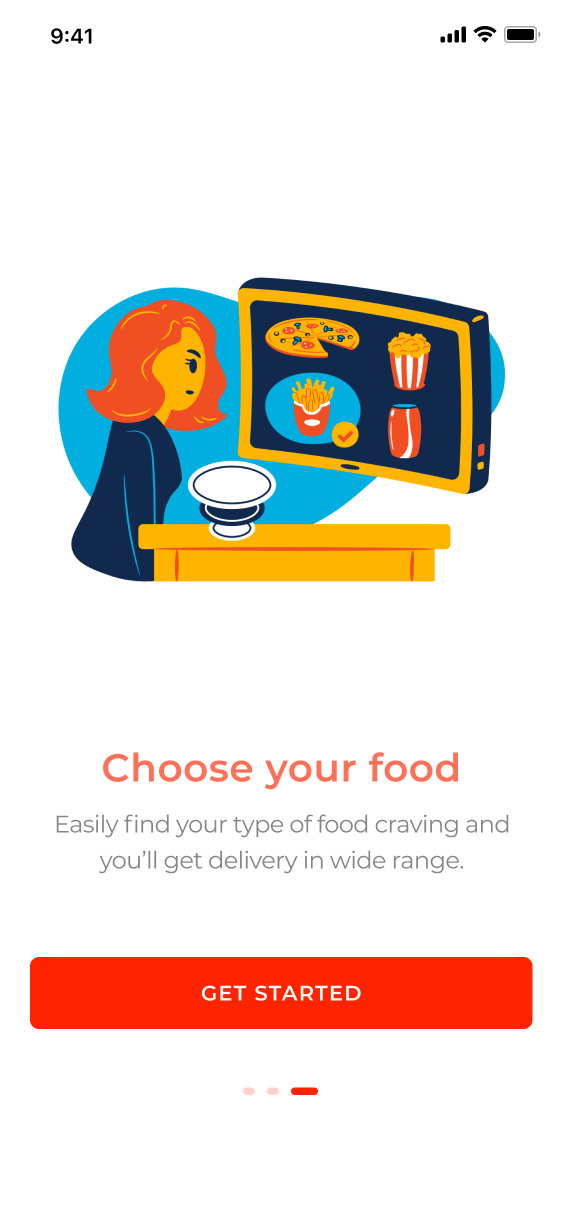 9:41
Choose your food
Easily find your type of food craving and
you’ll get delivery in wide range.
GET STARTED